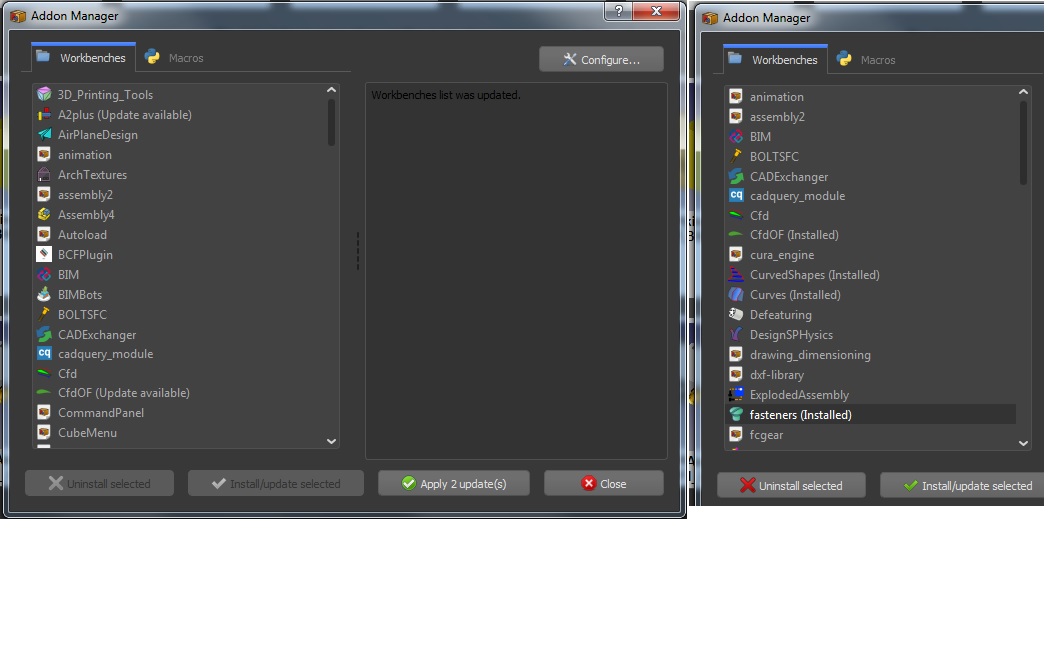 Addon Manager
?
Workbenches
Macros
Configure...
3D_Printing_Tools
A2plus (Update available)
AirPlaneDesign
animation
ArchTextures
assembly2
Assembly4
Autoload
BCFPlugin
BIM
BIMBots
BOLTSFC
CADExchanger
cq cadquery_module
Cfd
CfdOF (Update available)
CommandPanel
CubeMenu
Workbenches list was updated.
Uninstall selected
Install/update selected
Apply 2 update(s)
Close
Addon Manager
Workbenches
Macros
animation
assembly2
BIM
BOLTSFC
CADExchanger
cq cadquery_module
Cfd
CfdOF (Installed)
cura_engine
CurvedShapes (Installed)
Curves (Installed)
Defeaturing
DesignSPHysics
drawing_dimensioning
dxf-library
ExplodedAssembly
fasteners (Installed)
fcgear
Uninstall selected
Install/update selected